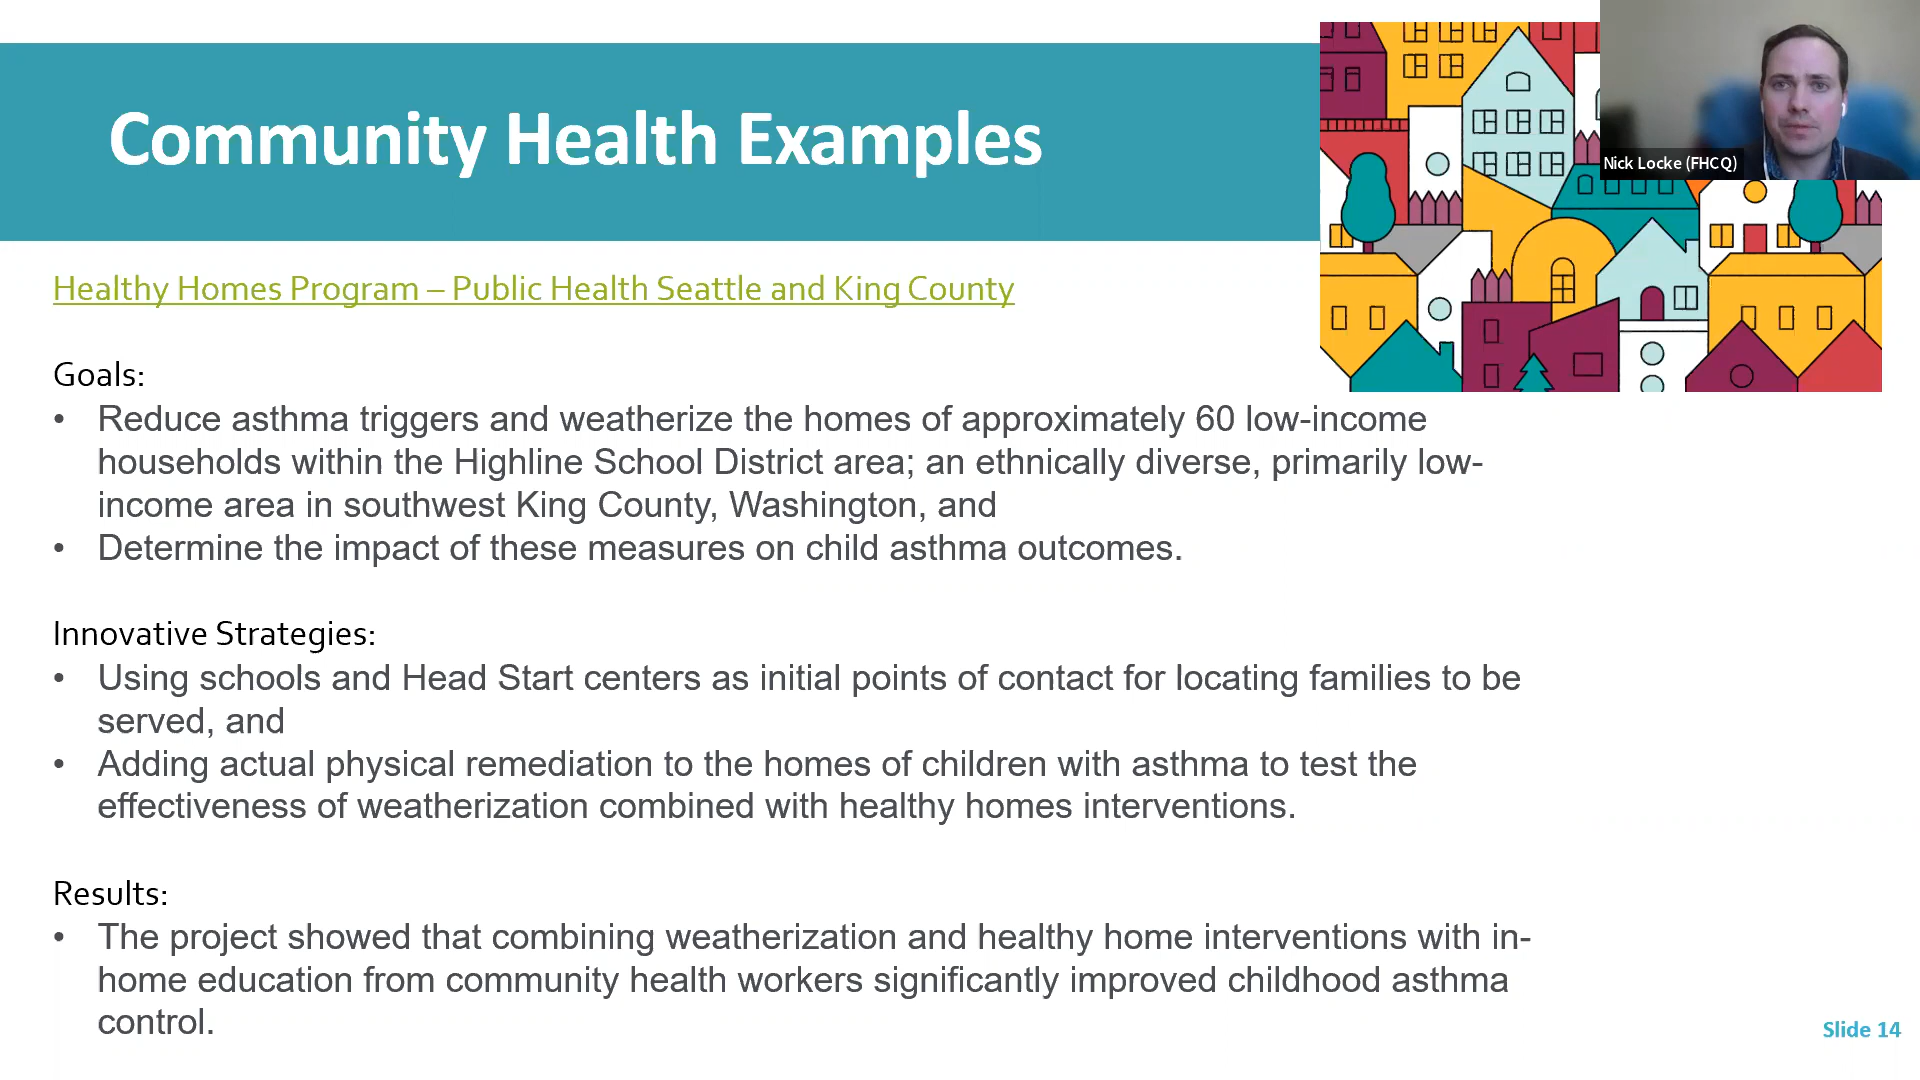 Community Health Examples
Nick Locke (FHCQ)
Healthy Homes Program – Public Health Seattle and King County
Goals:
• Reduce asthma triggers and weatherize the homes of approximately 60 low-income
households within the Highline School District area; an ethnically diverse, primarily low-
income area in southwest King County, Washington, and
• Determine the impact of these measures on child asthma outcomes.
Innovative Strategies:
• Using schools and Head Start centers as initial points of contact for locating families to be
served, and
• Adding actual physical remediation to the homes of children with asthma to test the
effectiveness of weatherization combined with healthy homes interventions.
Results:
• The project showed that combining weatherization and healthy home interventions with in-
home education from community health workers significantly improved childhood asthma
control.
Slide 14